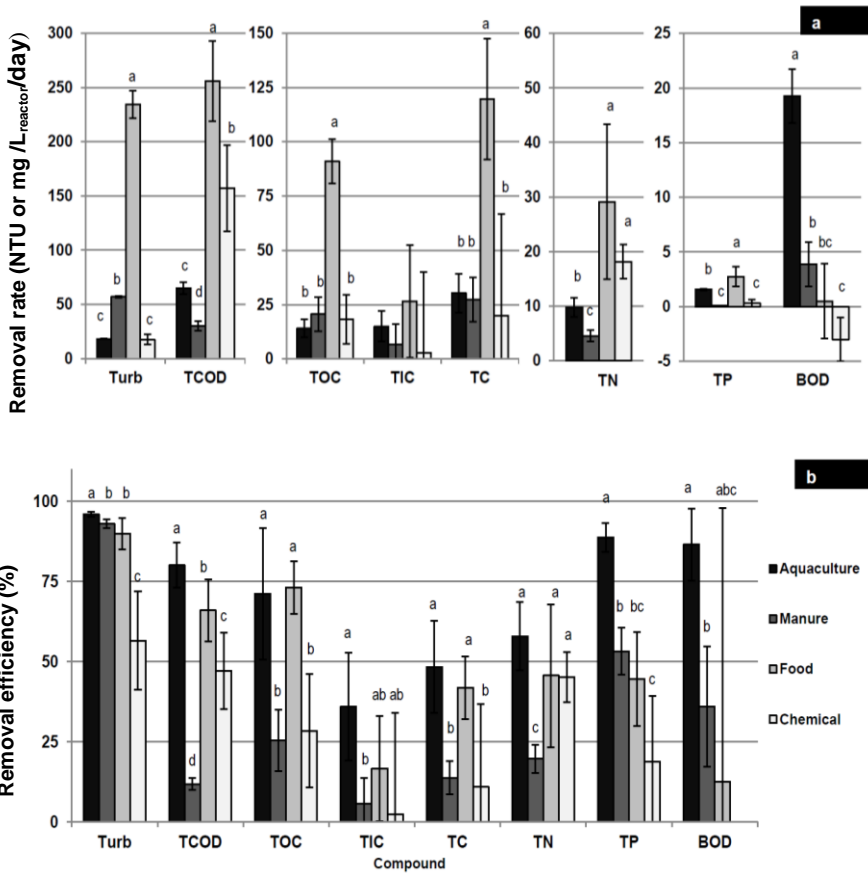 a
Removal rate (NTU or mg /Lreactor/day)
300 150 60 25
250 125 50 20
200 100 40 15
150 75 30 10
100 50 20 5
50 25 10 0
0 0 0 -5
c b a c
c d a b
b b a b
b b a b
b c a a
b c a c
a b bc c
Turb TCOD TOC TIC TC TN TP BOD
b
Removal efficiency (%)
100
75
50
25
0
a b b c
a d b c
a b a b
a b ab ab
a b a b
a c a a
a b bc c
a b abc
Turb TCOD TOC TIC TC TN TP BOD
Compound
Aquaculture
Manure
Food
Chemical